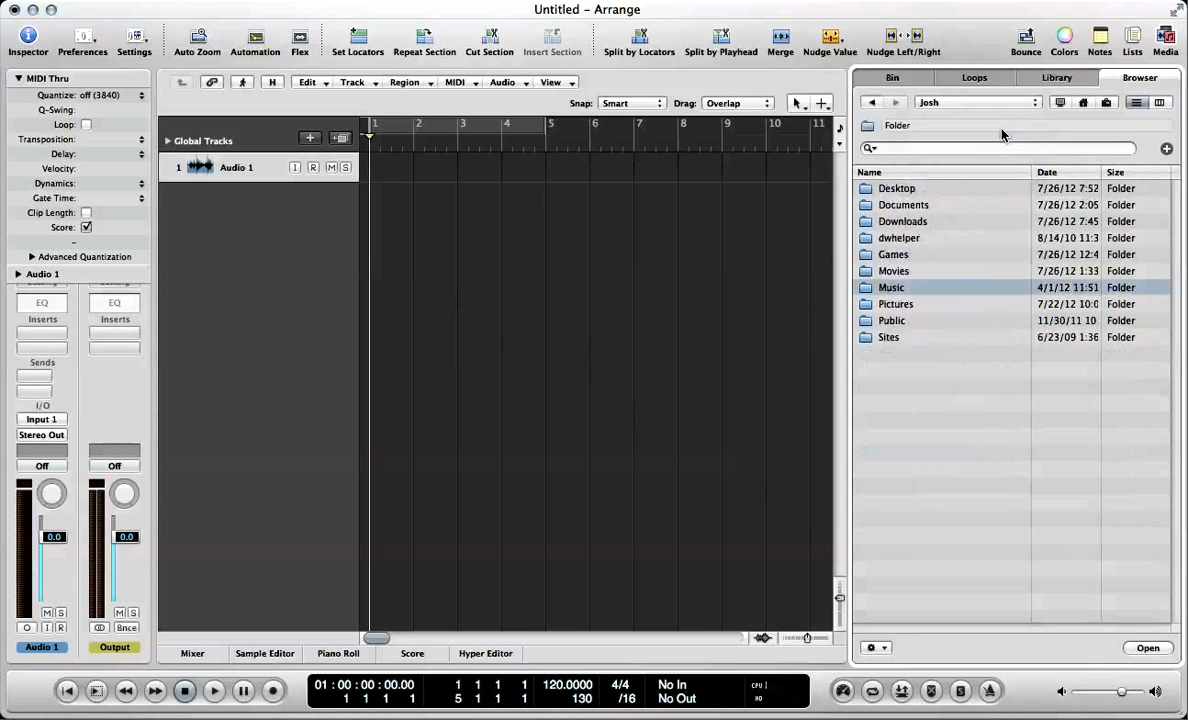 Untitled - Arrange
Inspector Preferences Settings Auto Zoom Automation Flex Set Locators Repeat Section Cut Section Insert Section Split by Locators Split by Playhead Merge Nudge Value Nudge Left/Right Bounce Colors Notes Lists Media
MIDI Thru H Edit Track Region MIDI Audio View Bin Loops Library Browser
Quantize: off (3840) Snap: Smart Drag: Overlap Josh
Q-Swing:
Loop: 1 2 3 4 5 6 7 8 9 10 11 Folder
Transposition: Global Tracks
Delay:
Velocity: 1 Audio 1 I R M S Name Date Size
Dynamics: Desktop 7/26/12 7:52 Folder
Gate Time: Documents 7/26/12 2:05 Folder
Clip Length: Downloads 7/26/12 7:45 Folder
Score: dwhelper 8/14/10 11:3 Folder
-
Advanced Quantization Games 7/26/12 12:4 Folder
Audio 1 Movies 7/26/12 1:33 Folder
Music 4/1/12 11:51 Folder
EQ EQ Pictures 7/22/12 10:0 Folder
Inserts Inserts Public 11/30/11 10 Folder
Sites 6/23/09 1:36 Folder
Sends
I/O
Input 1
Stereo Out
Off Off
0.0 0.0
M S M S
O I R Bnce
Audio 1 Output Mixer Sample Editor Piano Roll Score Hyper Editor Open
01 : 00 : 00 : 00.00 1 1 1 1 120.0000 4/4 No In CPU
1 1 1 1 5 1 1 1 130 /16 No Out HD
S